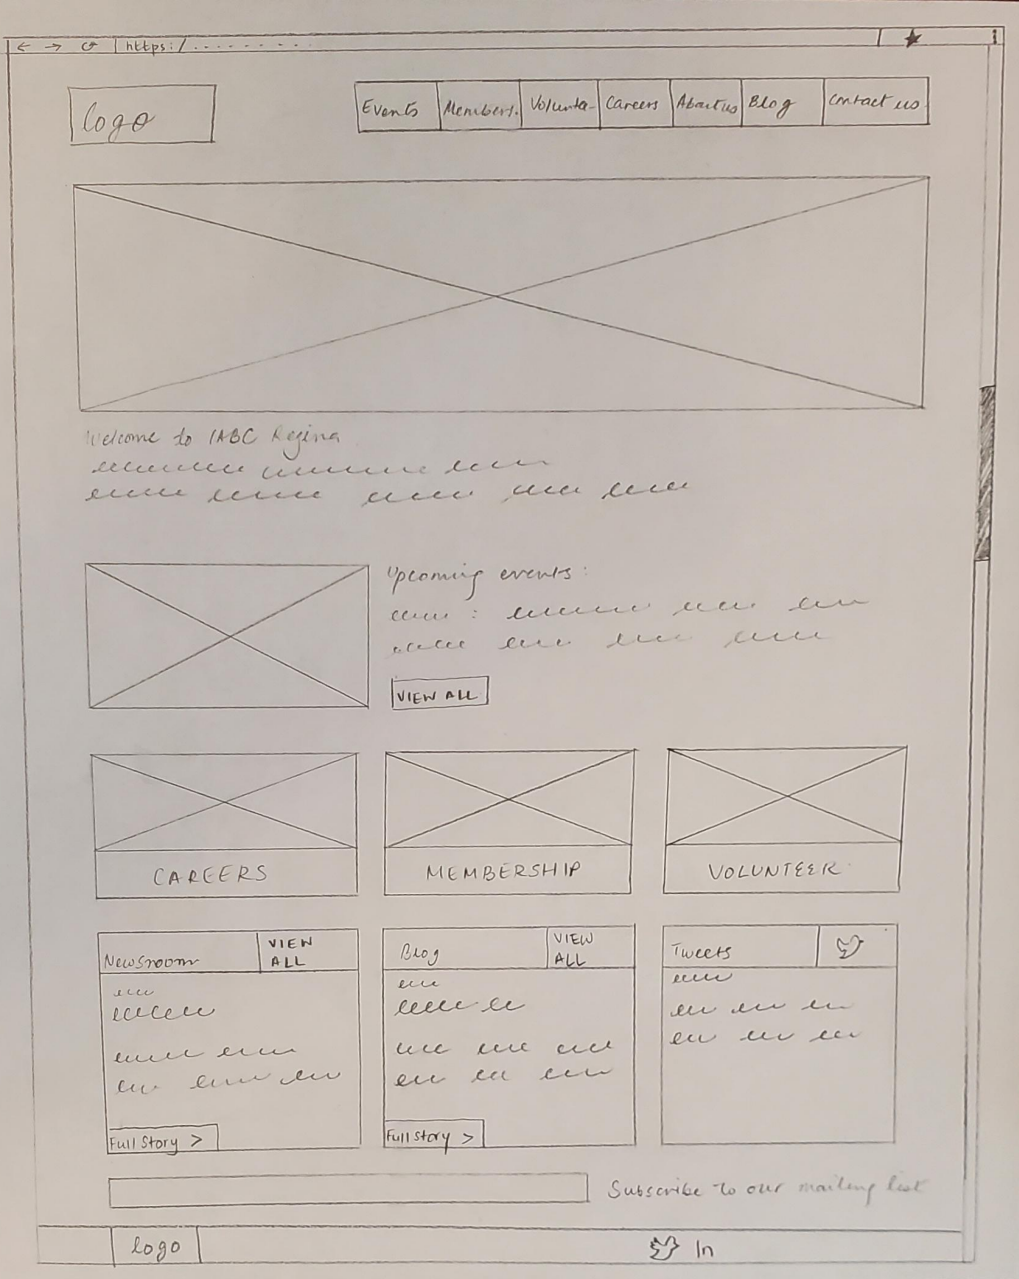 https:/ . . . . . . . . .
logo
Events Members. Volunta- Careers About us Blog Contact us
Welcome to IABC Regina
Upcoming events:
VIEW ALL
CAREERS MEMBERSHIP VOLUNTEER
Newsroom VIEW ALL
Full Story >
Blog VIEW ALL
Full Story >
Tweets
Subscribe to our mailing list
logo In